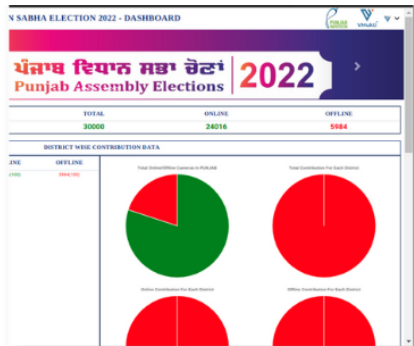 N SABHA ELECTION 2022 - DASHBOARD
ਪੰਜਾਬ ਵਿਧਾਨ ਸਭਾ ਚੋਣਾਂ
Punjab Assembly Elections
2022
TOTAL ONLINE OFFLINE
30000 24016 5984
DISTRICT WISE CONTRIBUTION DATA
INE OFFLINE
Total Online/Offline Cameras in PUNJAB
Total Contribution For Each District
Online Contribution For Each District
Offline Contribution For Each District